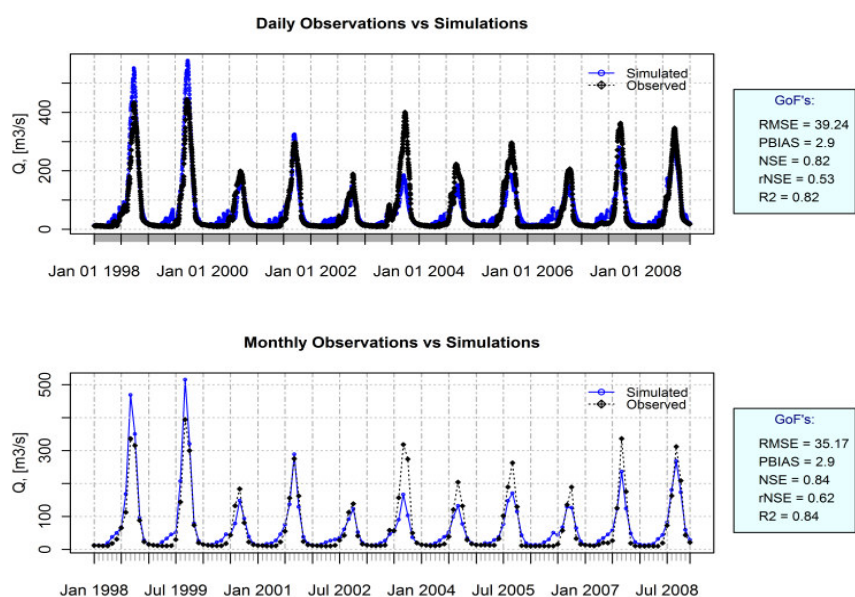 Daily Observations vs Simulations
Q, [m3/s]
400
200
0
Simulated
Observed
Jan 01 1998 Jan 01 2000 Jan 01 2002 Jan 01 2004 Jan 01 2006 Jan 01 2008
GoF's:
RMSE = 39.24
PBIAS = 2.9
NSE = 0.82
rNSE = 0.53
R2 = 0.82
Monthly Observations vs Simulations
Q, [m3/s]
500
300
100
0
Simulated
Observed
Jan 1998 Jul 1999 Jan 2001 Jul 2002 Jan 2004 Jul 2005 Jan 2007 Jul 2008
GoF's:
RMSE = 35.17
PBIAS = 2.9
NSE = 0.84
rNSE = 0.62
R2 = 0.84